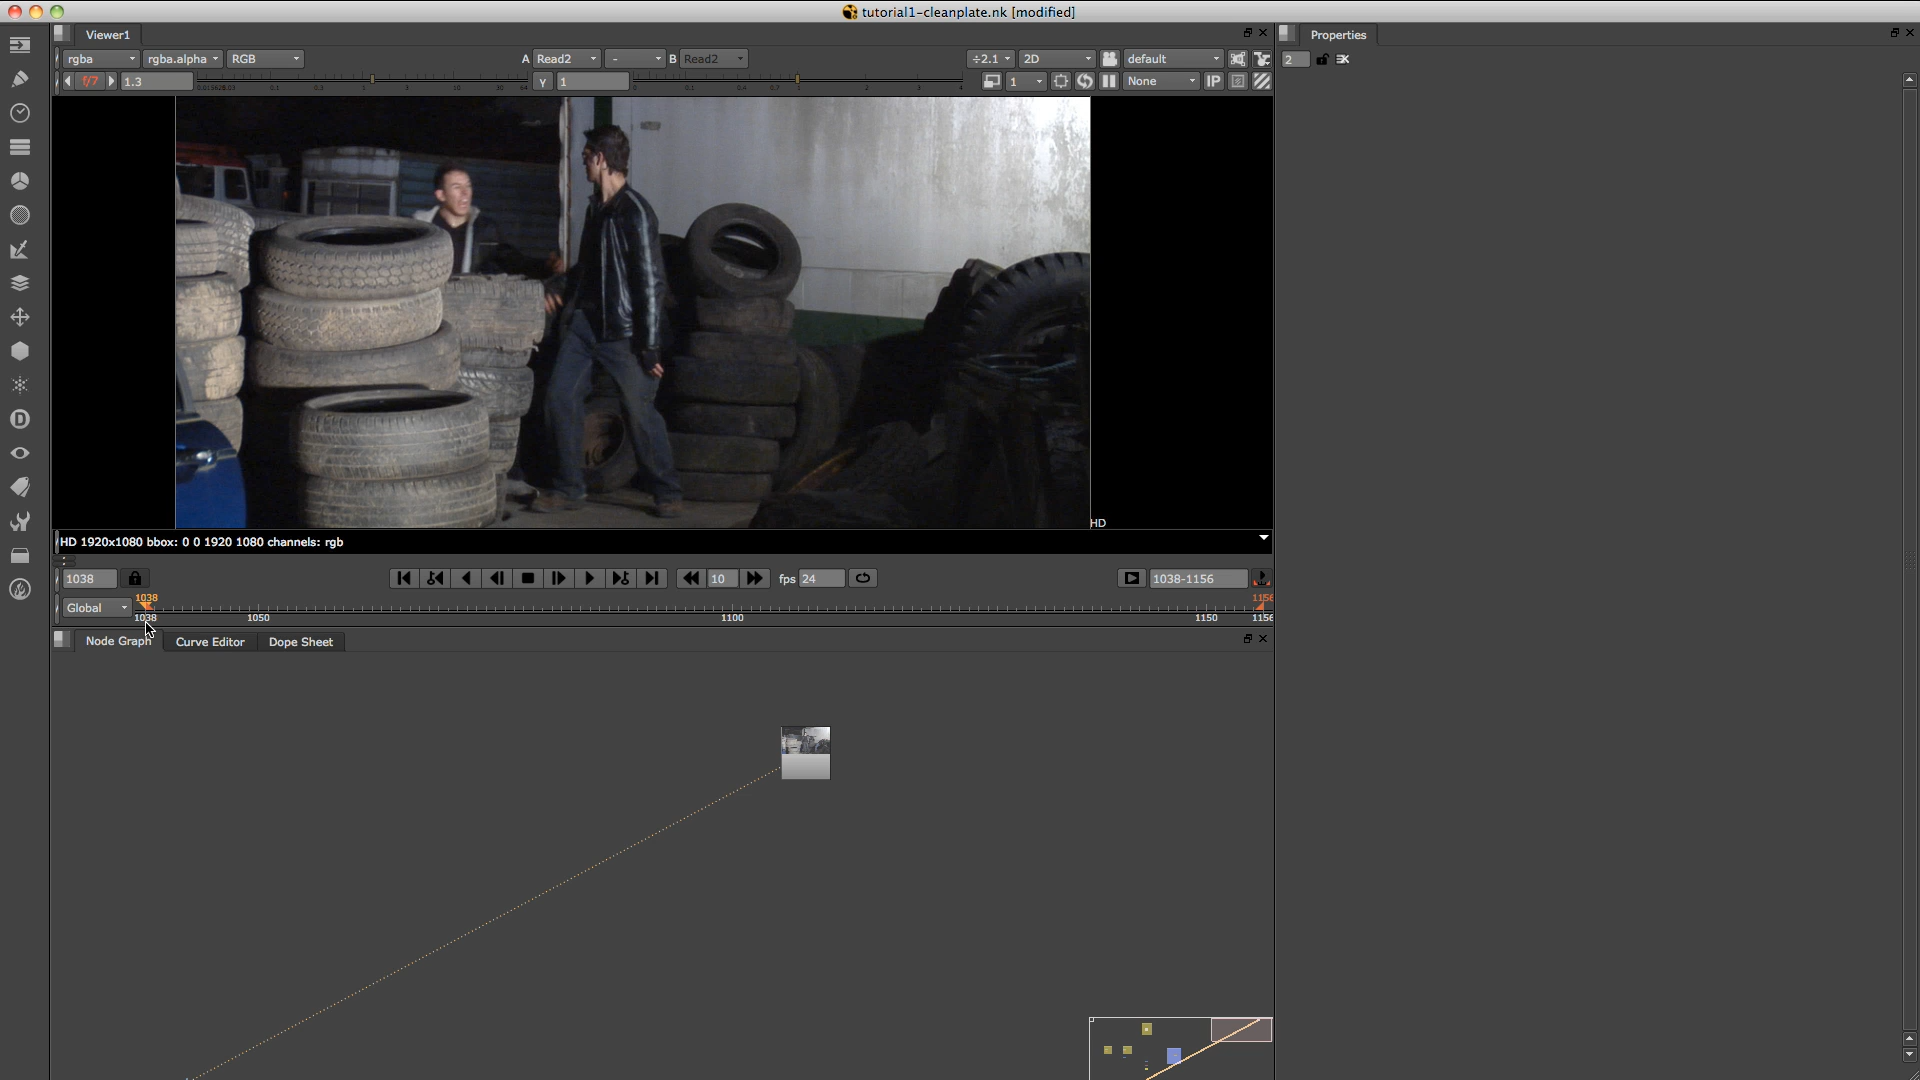 tutorial1-cleanplate.nk [modified]
Viewer1
Properties
rgba
rgba.alpha
RGB
A
Read2
-
B
Read2
÷2.1
2D
default
2
f/7
1.3
γ
1
1
None
IP
HD
HD 1920x1080 bbox: 0 0 1920 1080 channels: rgb
1038
10
fps
24
1038-1156
Global
1038
1156
1038
1050
1100
1150
1156
Node Graph
Curve Editor
Dope Sheet